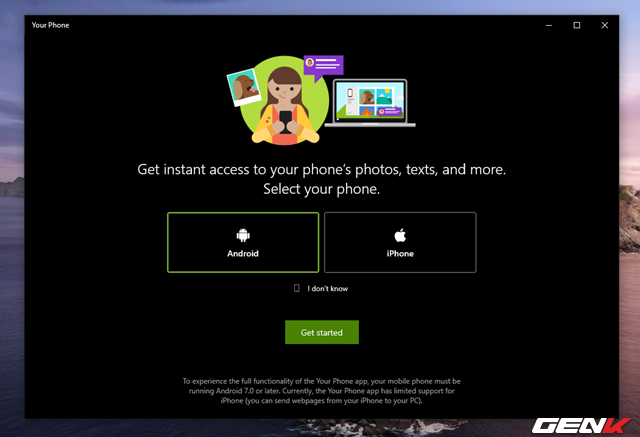 Your Phone
Get instant access to your phone's photos, texts, and more.
Select your phone.
Android
iPhone
I don't know
Get started
To experience the full functionality of the Your Phone app, your mobile phone must be
running Android 7.0 or later. Currently, the Your Phone app has limited support for
iPhone (you can send webpages from your iPhone to your PC).
GENK